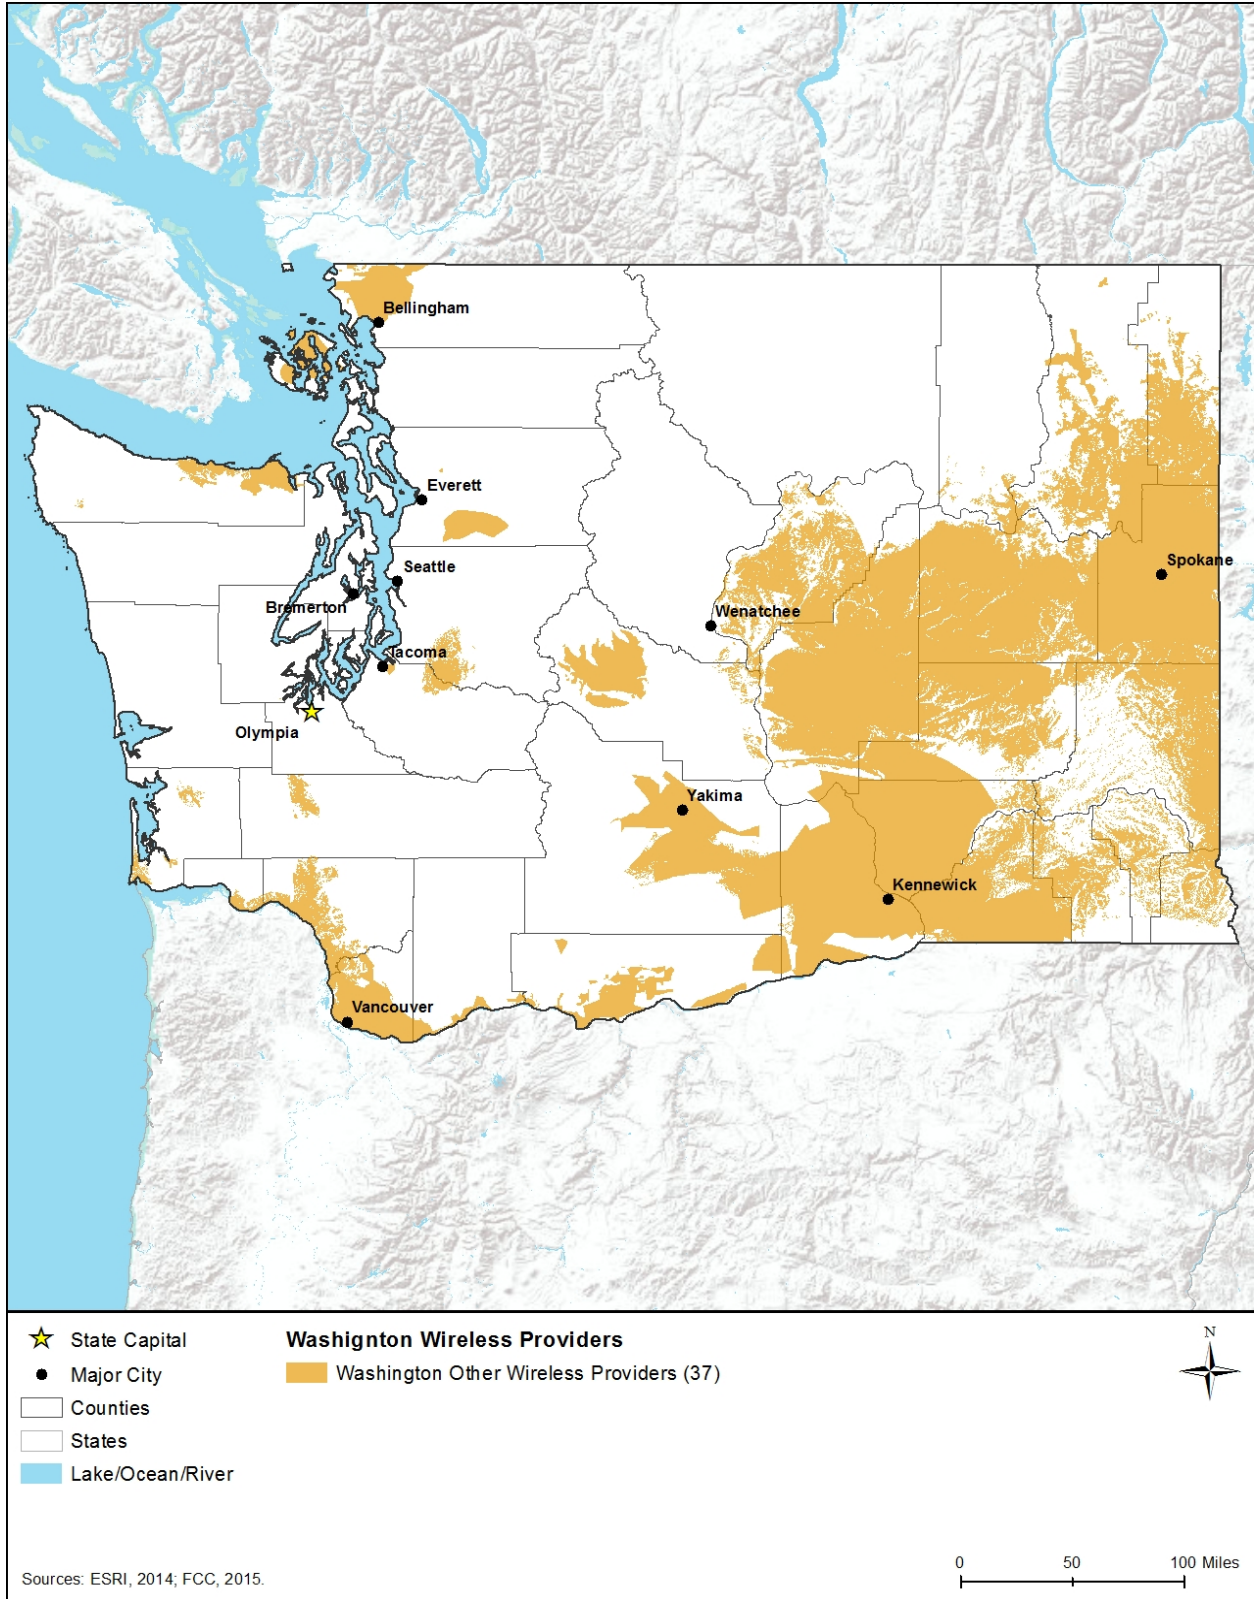 Bellingham
Everett
Seattle
Spokane
Bremerton
Wenatchee
Tacoma
Olympia
Yakima
Kennewick
Vancouver
State Capital
Washignton Wireless Providers
N
Major City
Washington Other Wireless Providers (37)
Counties
States
Lake/Ocean/River
0 50 100 Miles
Sources: ESRI, 2014; FCC, 2015.